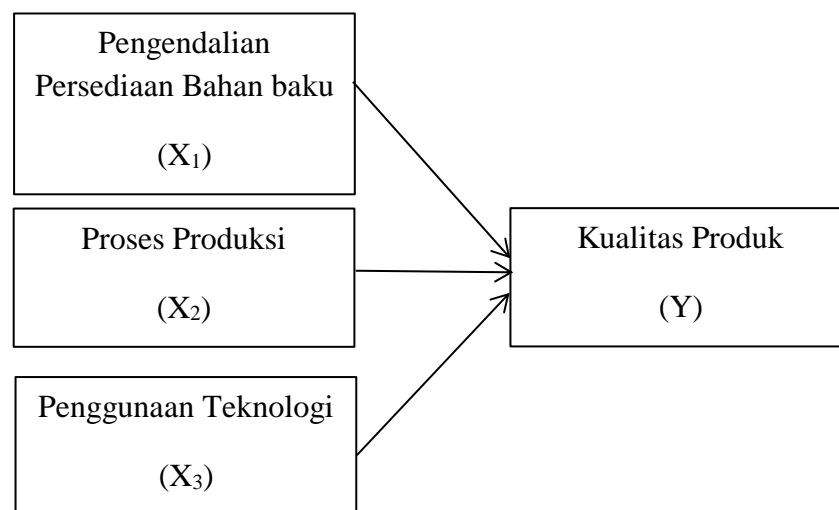 Pengendalian
Persediaan Bahan baku
(X₁)
Proses Produksi
(X₂)
Penggunaan Teknologi
(X₃)
Kualitas Produk
(Y)